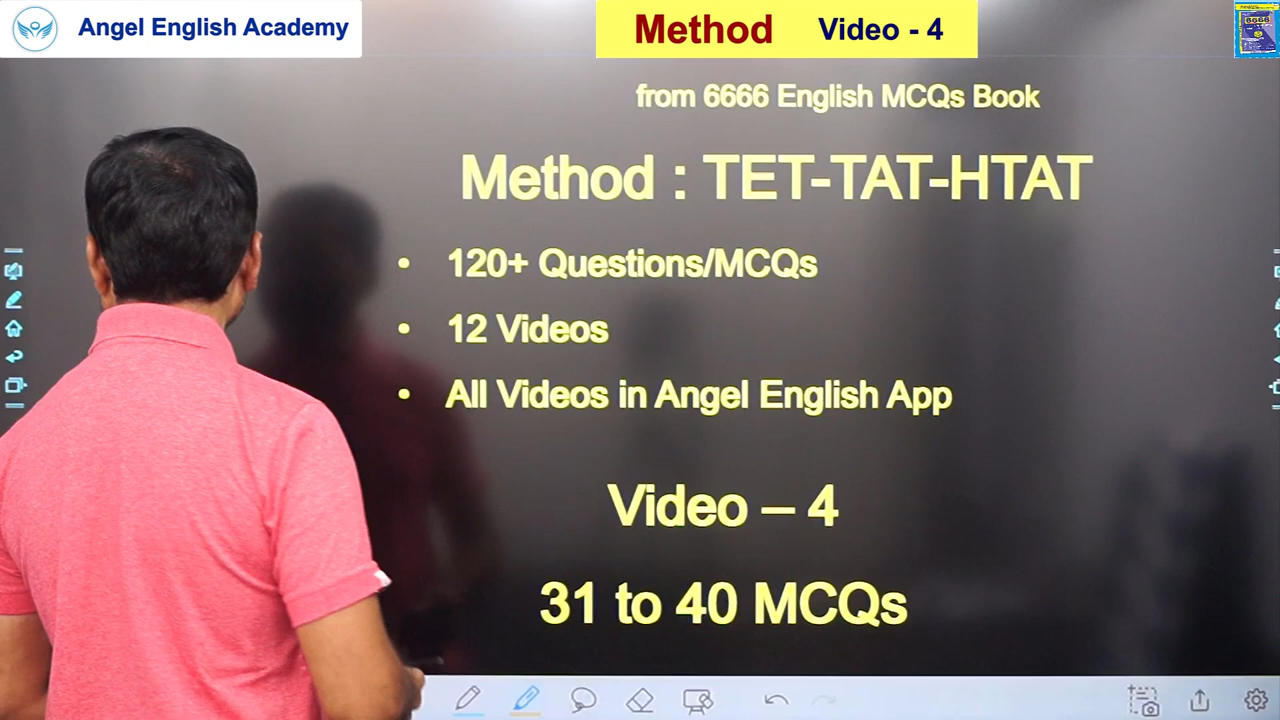 Angel English Academy
Method Video - 4
6666
from 6666 English MCQs Book
Method : TET-TAT-HTAT
• 120+ Questions/MCQs
• 12 Videos
• All Videos in Angel English App
Video – 4
31 to 40 MCQs